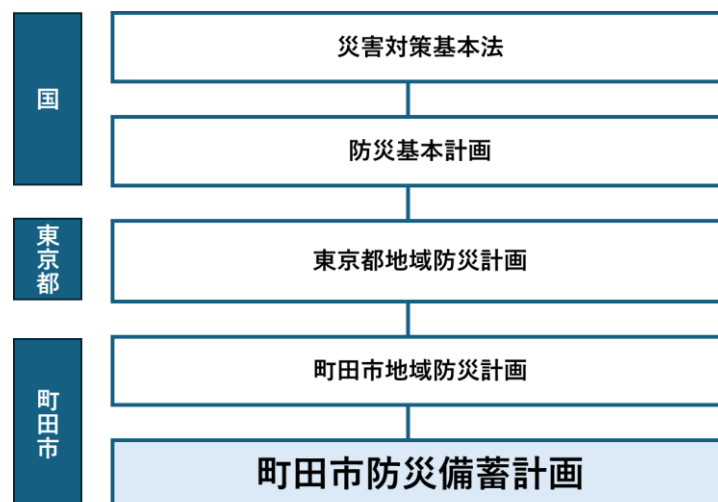 国
災害対策基本法
防災基本計画
東京都
東京都地域防災計画
町田市
町田市地域防災計画
町田市防災備蓄計画